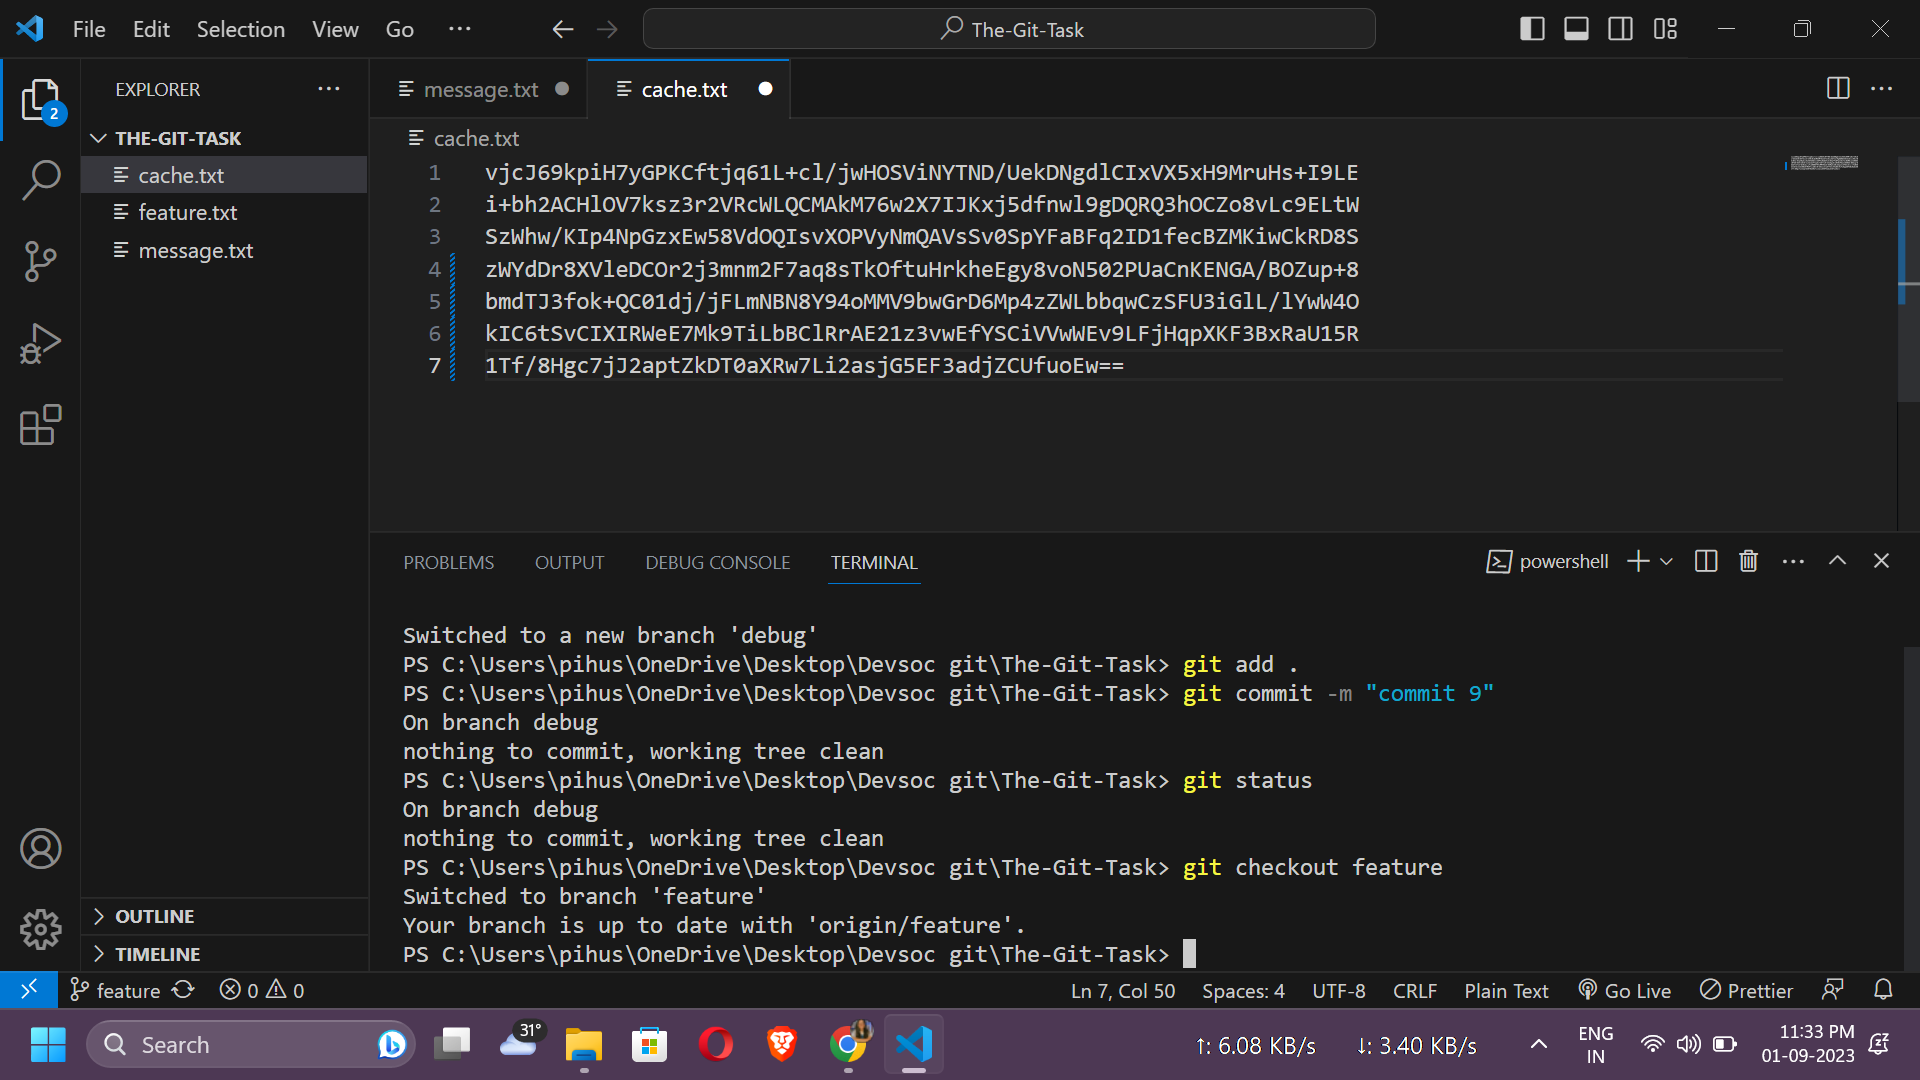 File Edit Selection View Go ··· The-Git-Task
EXPLORER ···
2
THE-GIT-TASK
cache.txt
feature.txt
message.txt
OUTLINE
TIMELINE
message.txt cache.txt ···
cache.txt
1 vjcJ69kpiH7yGPKCftjq61L+cl/jwHOSViNYTND/UekDNgdlCIxVX5xH9MruHs+I9LE
2 i+bh2ACHlOV7ksz3r2VRcWLQCMAkM76w2X7IJKxj5dfnwl9gDQRQ3hOCZo8vLc9ELtW
3 SzWhw/KIp4NpGzxEw58VdOQIsvXOPVyNmQAVsSv0SpYFaBFq2ID1fecBZMKiwCkRD8S
4 zWYdDr8XVleDCOr2j3mnm2F7aq8sTkOftuHrkheEgy8voN502PUaCnKENGA/BOZup+8
5 bmdTJ3fok+QC01dj/jFLmNBN8Y94oMMV9bwGrD6Mp4zZWLbbqwCzSFU3iGlL/lYwW4O
6 kIC6tSvCIXIRWeE7Mk9TiLbBClRrAE21z3vwEfYSCiVVwWEv9LFjHqpXKF3BxRaU15R
7 1Tf/8Hgc7jJ2aptZkDT0aXRw7Li2asjG5EF3adjZCUfuoEw==
PROBLEMS OUTPUT DEBUG CONSOLE TERMINAL powershell ···
Switched to a new branch 'debug'
PS C:\Users\pihus\OneDrive\Desktop\Devsoc git\The-Git-Task> git add .
PS C:\Users\pihus\OneDrive\Desktop\Devsoc git\The-Git-Task> git commit -m "commit 9"
On branch debug
nothing to commit, working tree clean
PS C:\Users\pihus\OneDrive\Desktop\Devsoc git\The-Git-Task> git status
On branch debug
nothing to commit, working tree clean
PS C:\Users\pihus\OneDrive\Desktop\Devsoc git\The-Git-Task> git checkout feature
Switched to branch 'feature'
Your branch is up to date with 'origin/feature'.
PS C:\Users\pihus\OneDrive\Desktop\Devsoc git\The-Git-Task>
feature 0 0 Ln 7, Col 50 Spaces: 4 UTF-8 CRLF Plain Text Go Live Prettier
Search 31° ↑: 6.08 KB/s ↓: 3.40 KB/s ENG IN 11:33 PM
01-09-2023